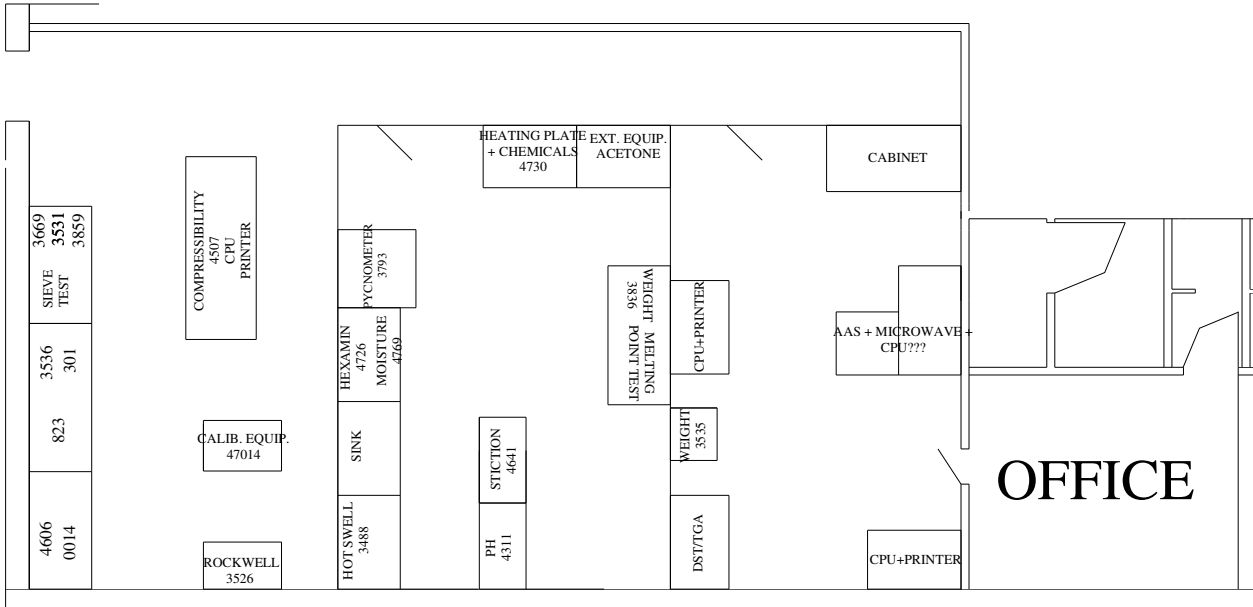 HEATING PLATE
+ CHEMICALS
4730
EXT. EQUIP.
ACETONE
CABINET
3669
3531
3859
SIEVE
TEST
COMPRESSIBILITY
4507
CPU
PRINTER
PYCNOMETER
3793
WEIGHT MELTING
3836 POINT TEST
CPU+PRINTER
AAS + MICROWAVE +
CPU???
3536
301
823
HEXAMIN
4726
MOISTURE
4769
CALIB. EQUIP.
47014
SINK
STICTION
4641
WEIGHT
3535
OFFICE
4606
0014
ROCKWELL
3526
HOT SWELL
3488
PH
4311
DST/TGA
CPU+PRINTER